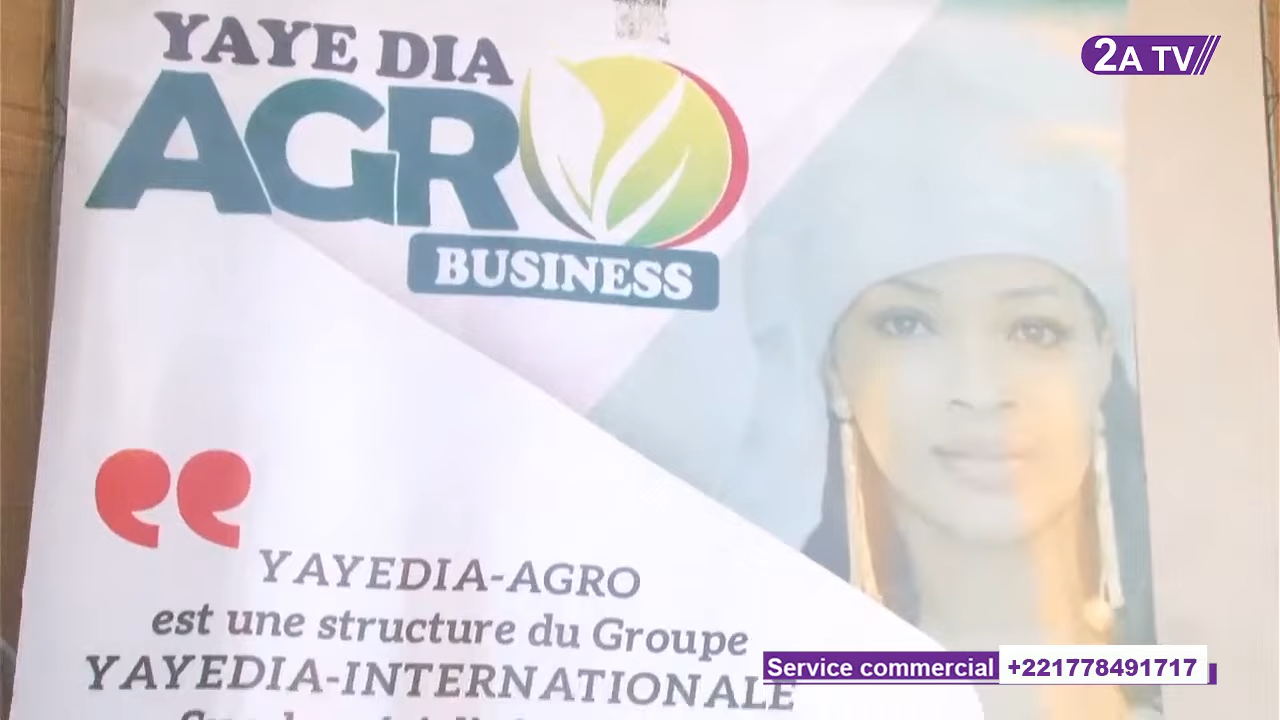 2A TV
YAYE DIA
AGRO
BUSINESS
YAYEDIA-AGRO
est une structure du Groupe
YAYEDIA-INTERNATIONALE
Service commercial +221778491717